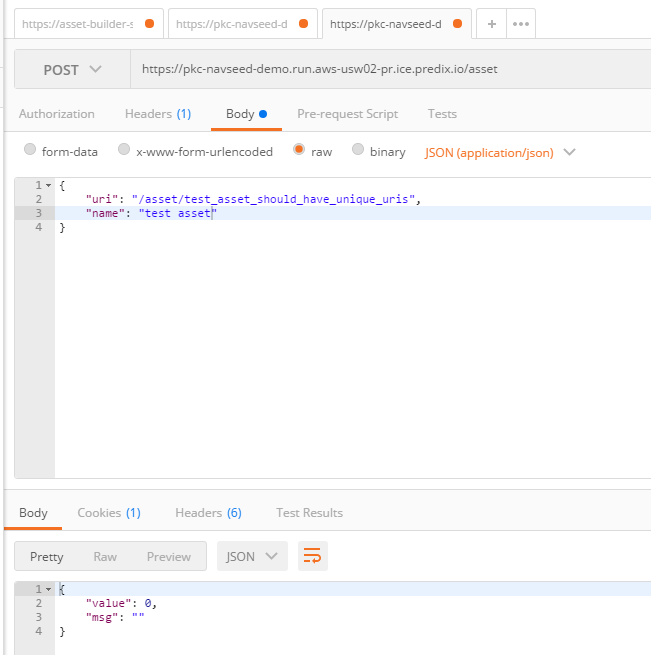 https://asset-builder-s
https://pkc-navseed-d
https://pkc-navseed-d
+
•••
POST
https://pkc-navseed-demo.run.aws-usw02-pr.ice.predix.io/asset
Authorization
Headers (1)
Body
Pre-request Script
Tests
form-data
x-www-form-urlencoded
raw
binary
JSON (application/json)
1 {
2 "uri": "/asset/test_asset_should_have_unique_uris",
3 "name": "test asset"
4 }
Body
Cookies (1)
Headers (6)
Test Results
Pretty
Raw
Preview
JSON
1 {
2 "value": 0,
3 "msg": ""
4 }